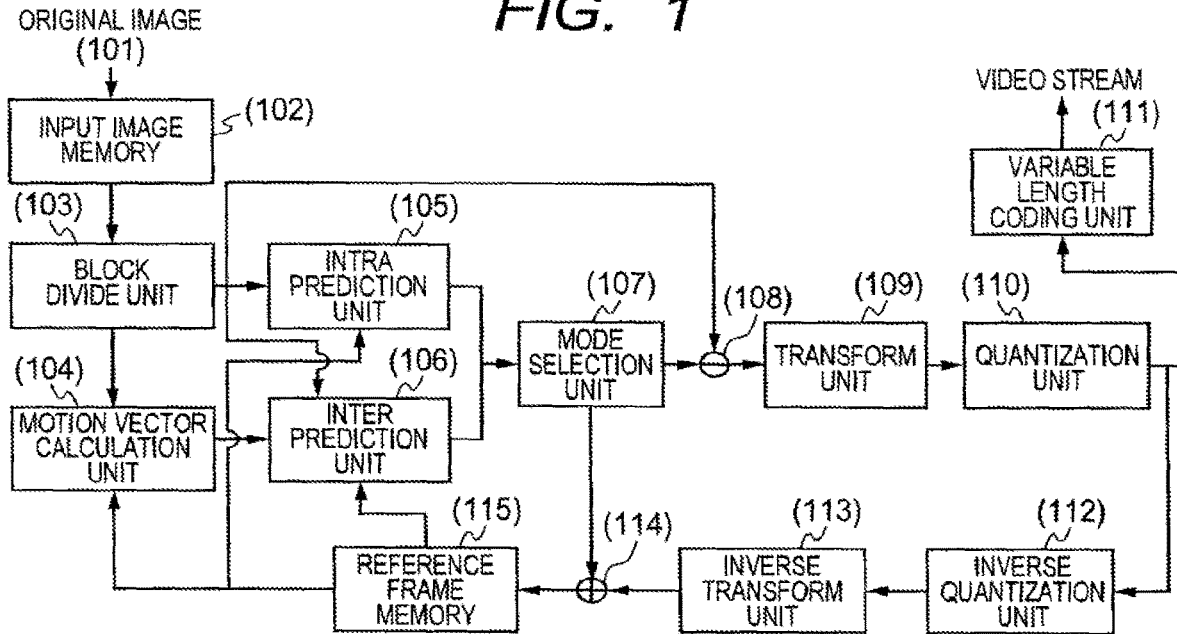 FIG. 1
ORIGINAL IMAGE
(101)
INPUT IMAGE
MEMORY
(102)
(103)
BLOCK
DIVIDE UNIT
(104)
MOTION VECTOR
CALCULATION
UNIT
(105)
INTRA
PREDICTION
UNIT
(106)
INTER
PREDICTION
UNIT
(107)
MODE
SELECTION
UNIT
(108)
(109)
TRANSFORM
UNIT
(110)
QUANTIZATION
UNIT
VIDEO STREAM
(111)
VARIABLE
LENGTH
CODING UNIT
(112)
INVERSE
QUANTIZATION
UNIT
(113)
INVERSE
TRANSFORM
UNIT
(114)
(115)
REFERENCE
FRAME
MEMORY